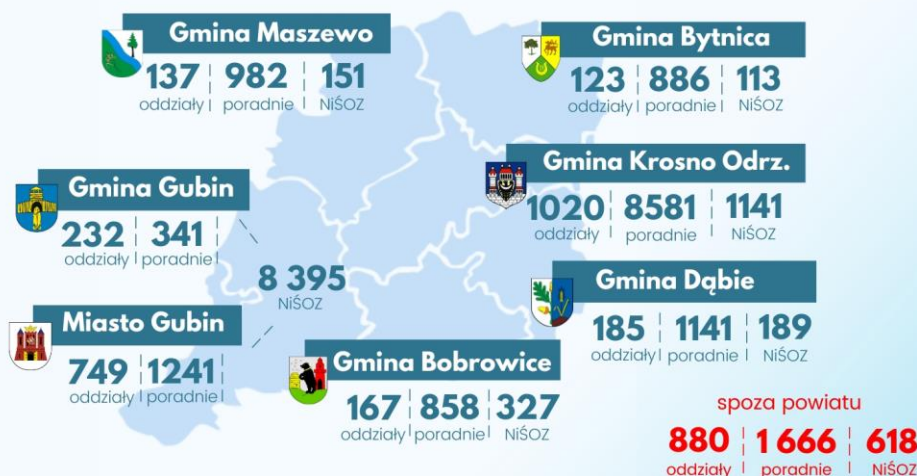 Gmina Maszewo
137 982 151
oddziały poradnie NiŚOZ
Gmina Bytnica
123 886 113
oddziały poradnie NiŚOZ
Gmina Gubin
232 341
oddziały poradnie
Gmina Krosno Odrz.
1020 8581 1141
oddziały poradnie NiŚOZ
8 395
NiŚOZ
Gmina Dąbie
185 1141 189
oddziały poradnie NiŚOZ
Miasto Gubin
749 1241
oddziały poradnie
Gmina Bobrowice
167 858 327
oddziały poradnie NiŚOZ
spoza powiatu
880 1 666 618
oddziały poradnie NiŚOZ